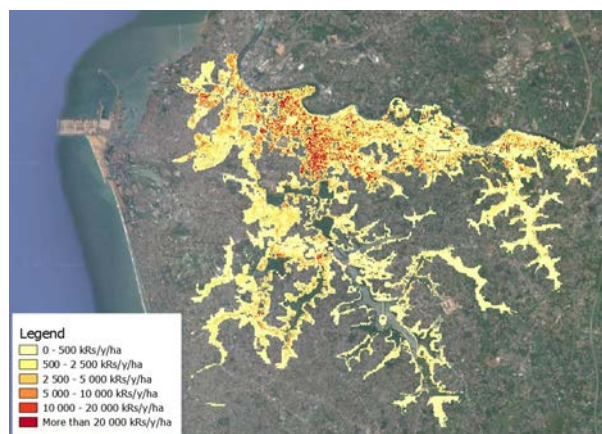 Legend
0 - 500 kRs/y/ha
500 - 2 500 kRs/y/ha
2 500 - 5 000 kRs/y/ha
5 000 - 10 000 kRs/y/ha
10 000 - 20 000 kRs/y/ha
More than 20 000 kRs/y/ha